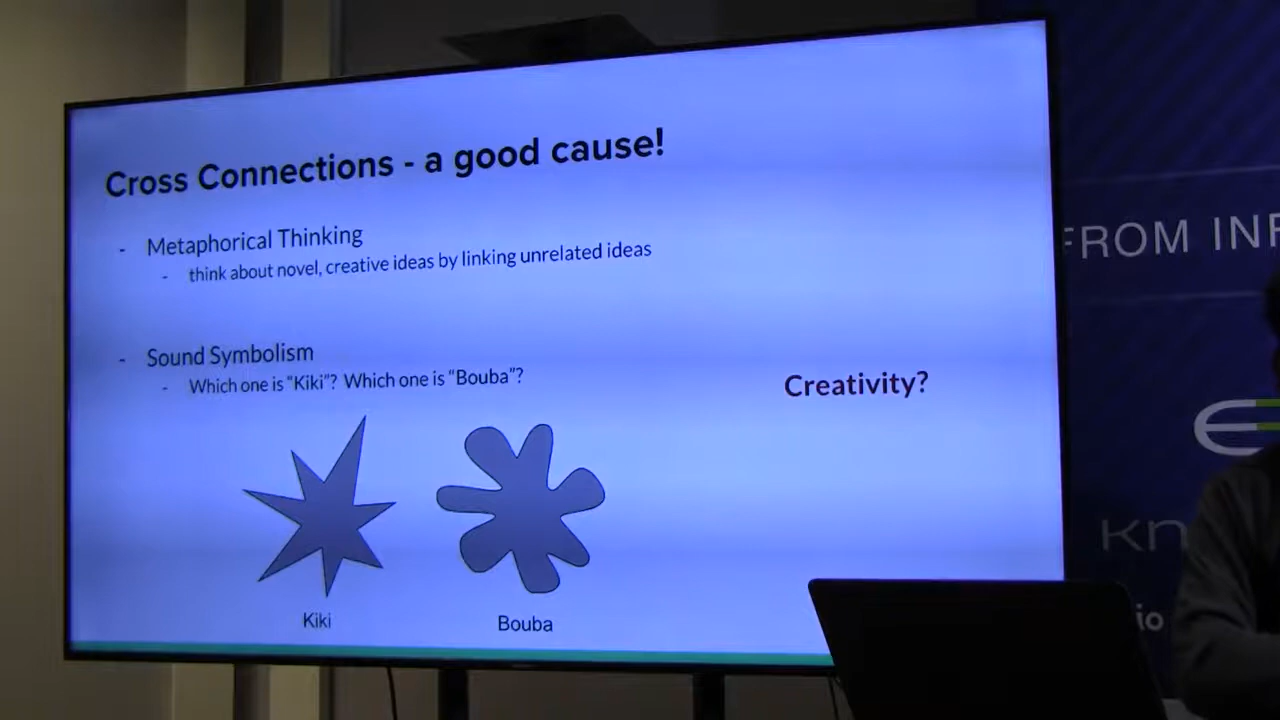 Cross Connections - a good cause!
- Metaphorical Thinking
- think about novel, creative ideas by linking unrelated ideas
- Sound Symbolism
- Which one is “Kiki”? Which one is “Bouba”?
Creativity?
Kiki
Bouba
FROM
io